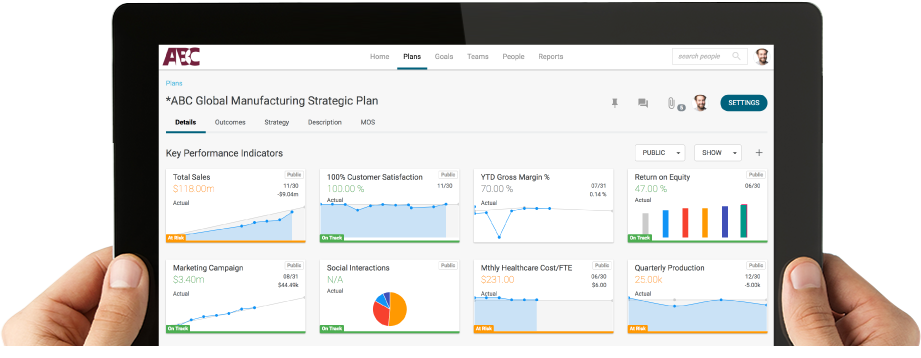 ABC
Home Plans Goals Teams People Reports
search people
Plans
*ABC Global Manufacturing Strategic Plan
6
SETTINGS
Details Outcomes Strategy Description MOS
Key Performance Indicators
PUBLIC SHOW +
Total Sales Public
$118.00m 11/30
-$9.04m
Actual
At Risk
100% Customer Satisfaction Public
100.00 % 11/30
Actual
On Track
YTD Gross Margin %
70.00 % 07/31
0.14 %
Actual
Return on Equity Public
47.00 % 06/30
Actual
On Track
Marketing Campaign Public
$3.40m 08/31
$44.49k
Actual
On Track
Social Interactions Public
N/A
Actual
On Track
Mthly Healthcare Cost/FTE Public
$231.00 06/30
$6.00
Actual
At Risk
Quarterly Production Public
25.00k 12/30
-5.00k
Actual
At Risk